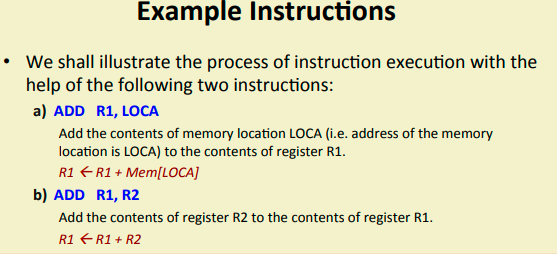 Example Instructions
• We shall illustrate the process of instruction execution with the
help of the following two instructions:
a) ADD R1, LOCA
Add the contents of memory location LOCA (i.e. address of the memory
location is LOCA) to the contents of register R1.
R1 ← R1 + Mem[LOCA]
b) ADD R1, R2
Add the contents of register R2 to the contents of register R1.
R1 ← R1 + R2